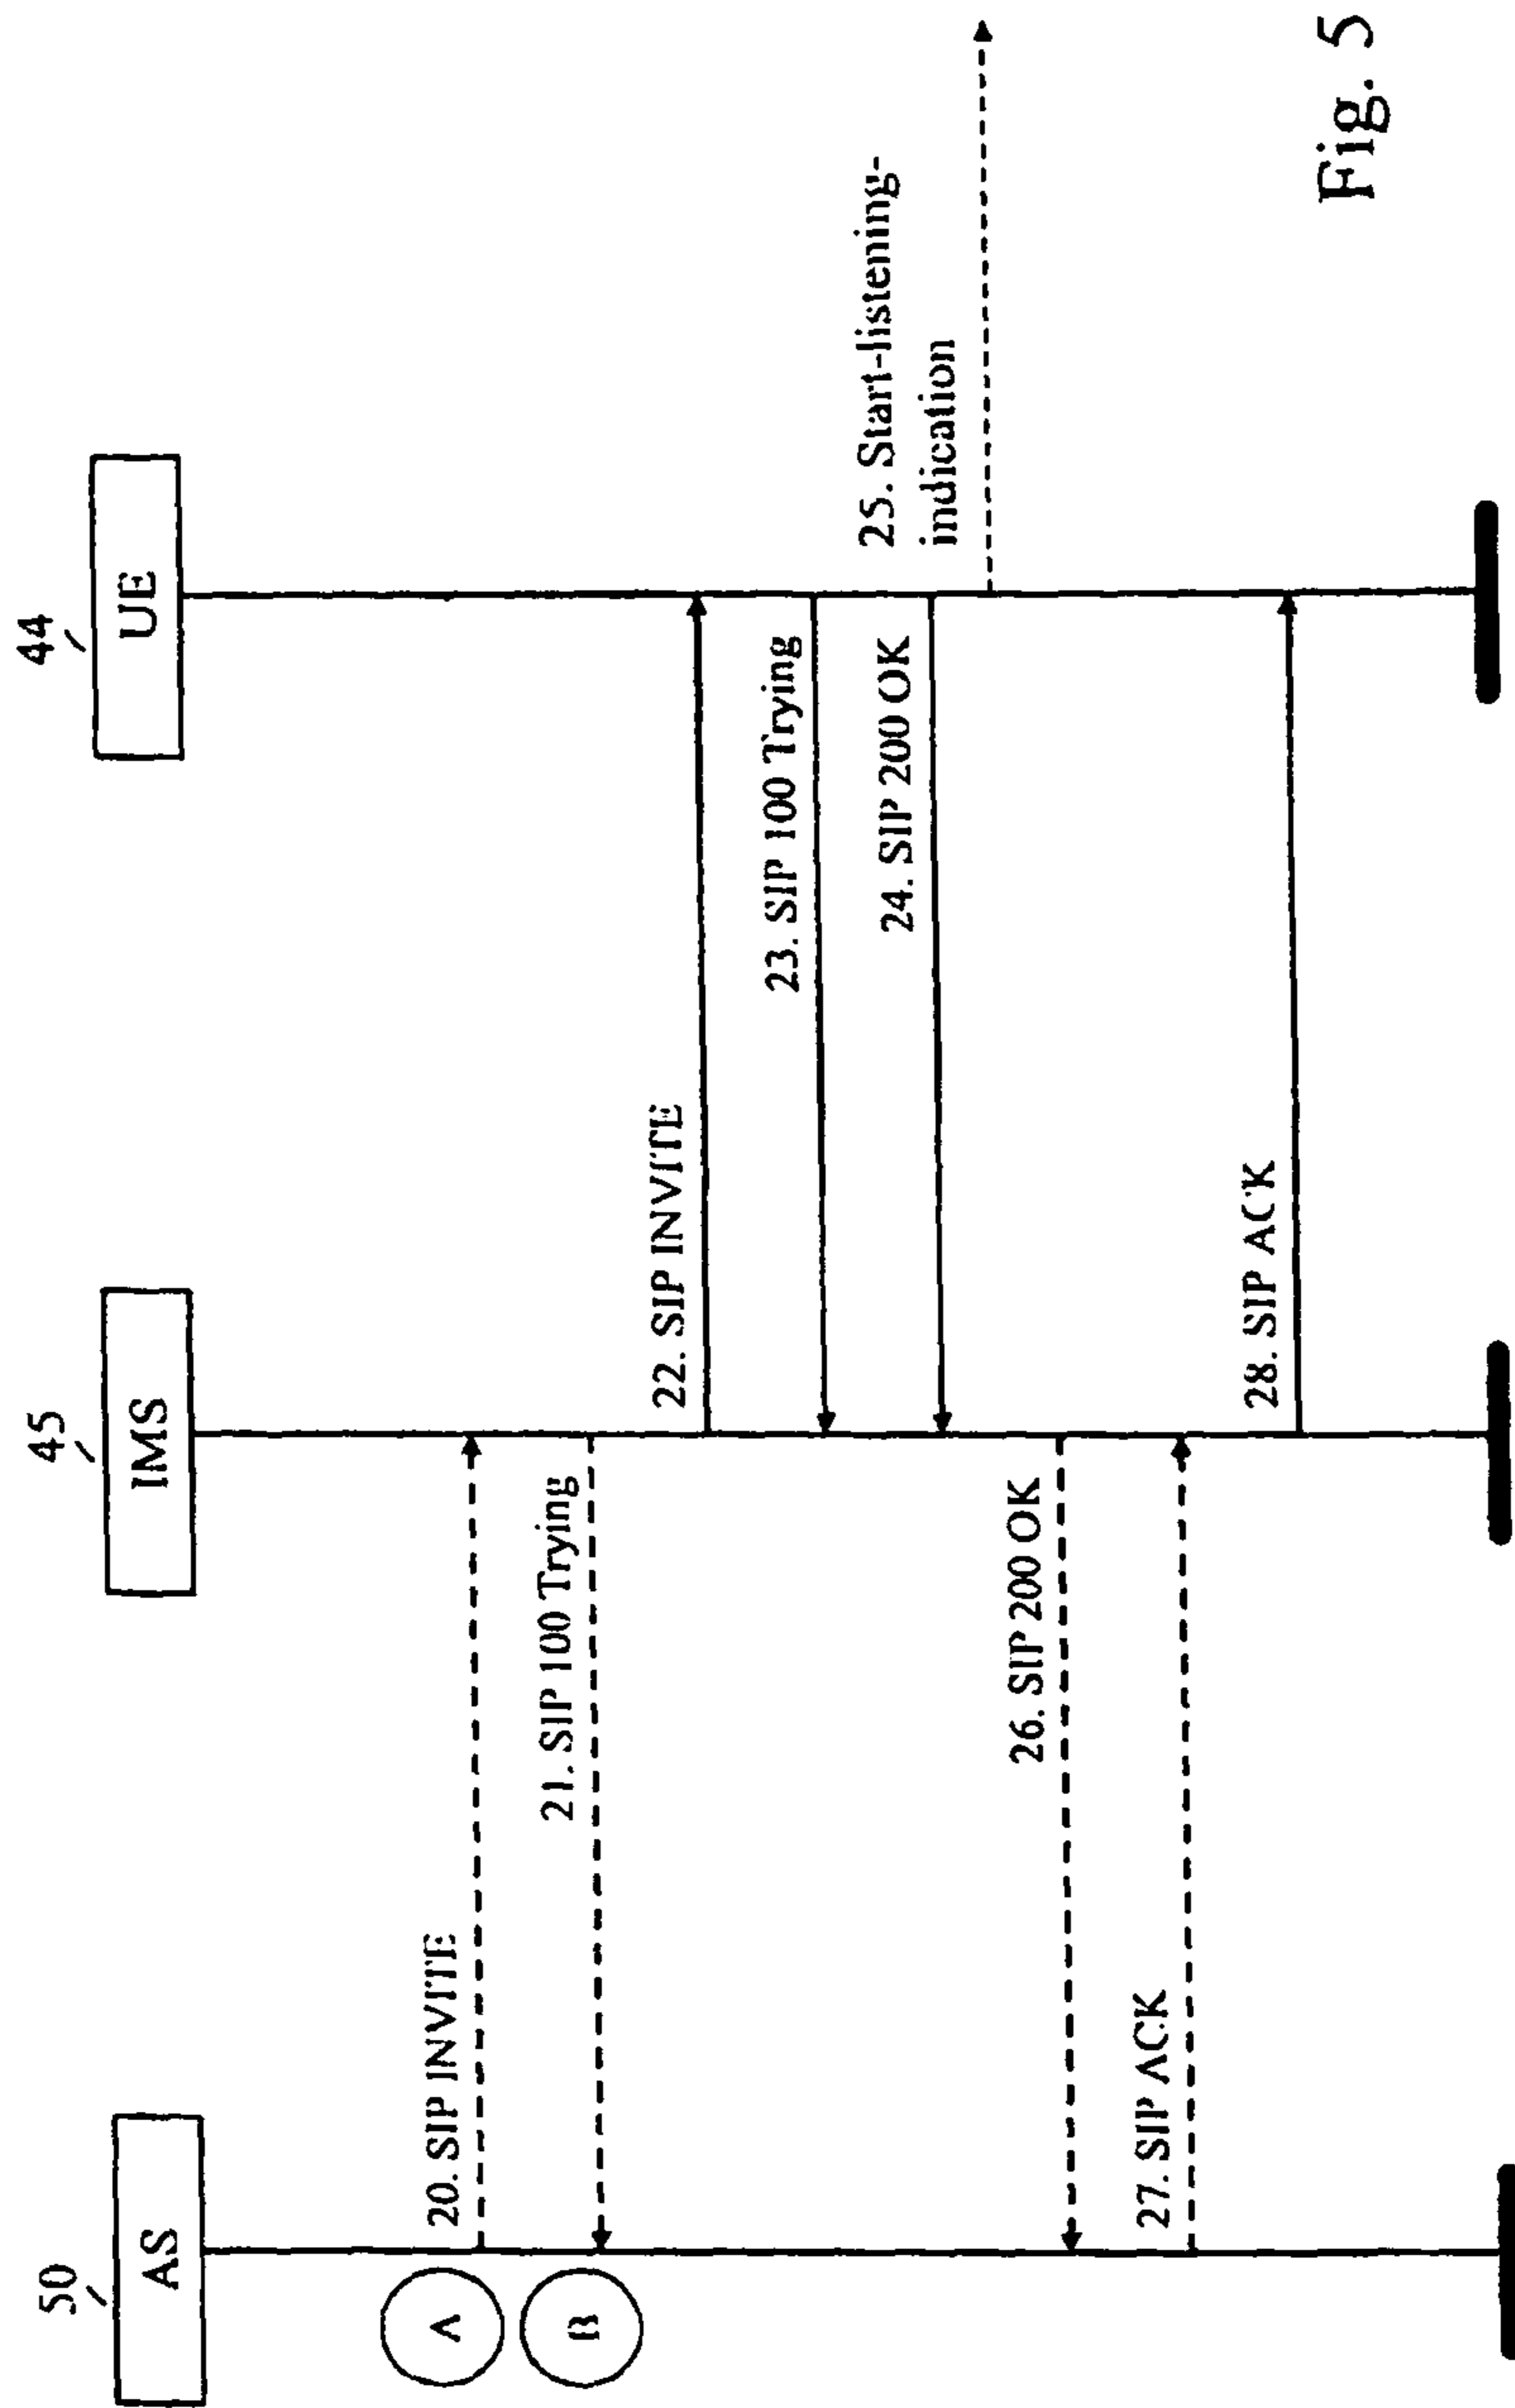 50
AS
45
IMS
44
UE
A
20. SIP INVITE
B
21. SIP 100 Trying
22. SIP INVITE
23. SIP 100 Trying
24. SIP 200 OK
25. Start-listening-
indication
26. SIP 200 OK
27. SIP ACK
28. SIP ACK
Fig. 5